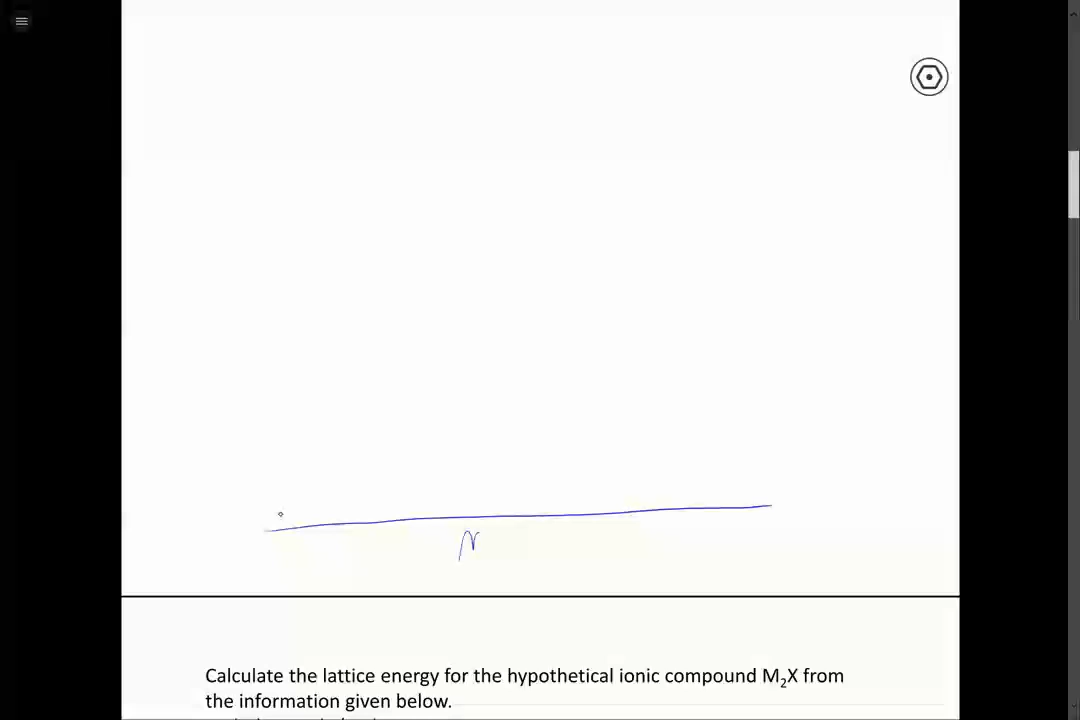 N
Calculate the lattice energy for the hypothetical ionic compound M₂X from
the information given below.